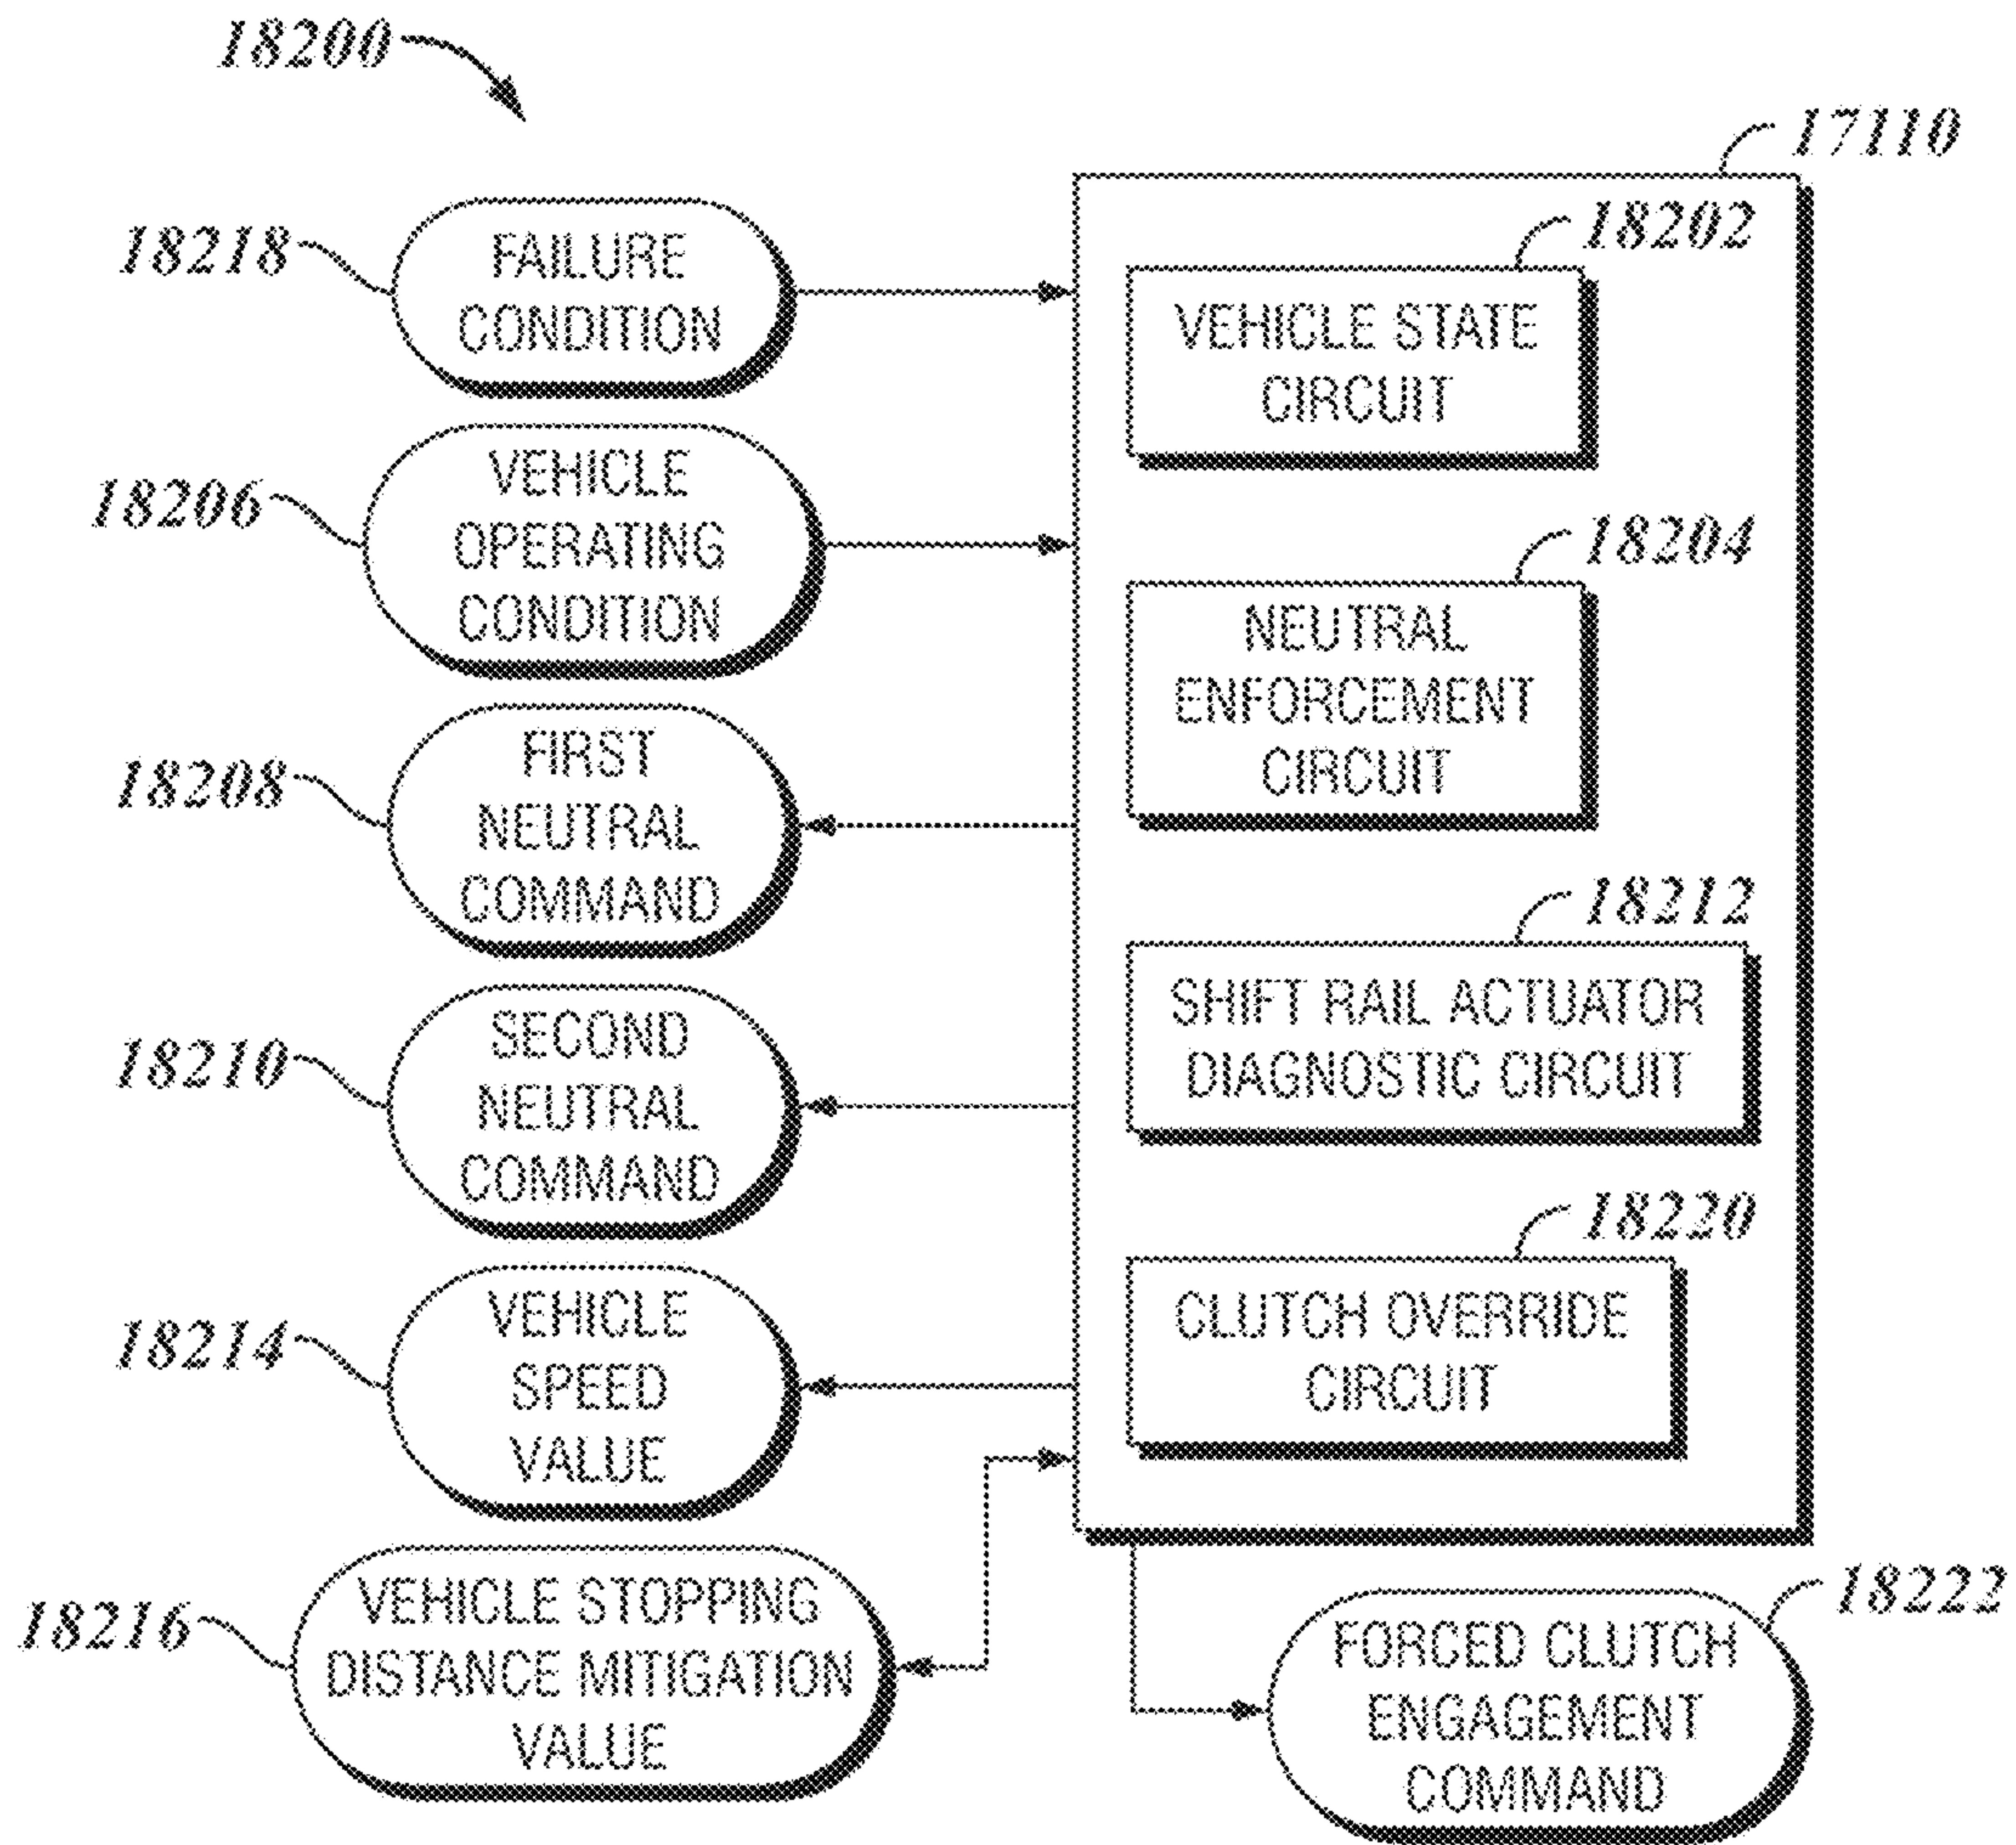 18200
17110
18218
FAILURE
CONDITION
18202
VEHICLE STATE
CIRCUIT
18206
VEHICLE
OPERATING
CONDITION
18204
NEUTRAL
ENFORCEMENT
CIRCUIT
18208
FIRST
NEUTRAL
COMMAND
18212
SHIFT RAIL ACTUATOR
DIAGNOSTIC CIRCUIT
18210
SECOND
NEUTRAL
COMMAND
18220
CLUTCH OVERRIDE
CIRCUIT
18214
VEHICLE
SPEED
VALUE
18216
VEHICLE STOPPING
DISTANCE MITIGATION
VALUE
18222
FORCED CLUTCH
ENGAGEMENT
COMMAND